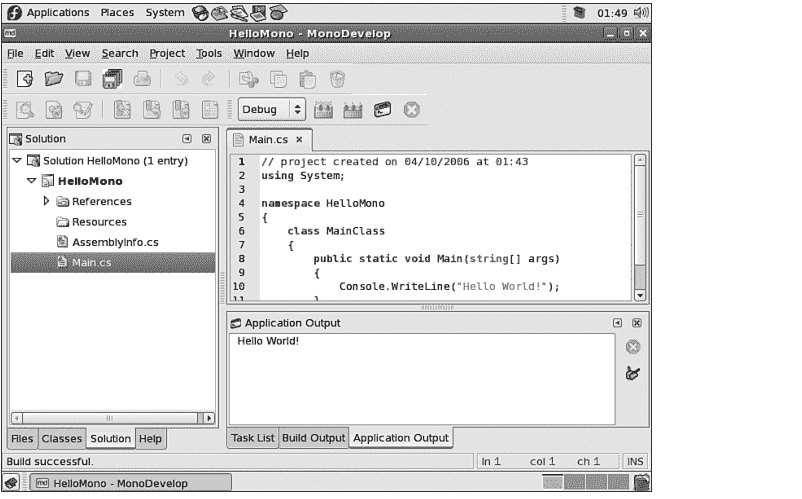 Applications Places System 01:49
md HelloMono - MonoDevelop
File Edit View Search Project Tools Window Help
Debug
Solution
Solution HelloMono (1 entry)
HelloMono
References
Resources
AssemblyInfo.cs
Main.cs
Files Classes Solution Help
Main.cs
1 // project created on 04/10/2006 at 01:43
2 using System;
3
4 namespace HelloMono
5 {
6 class MainClass
7 {
8 public static void Main(string[] args)
9 {
10 Console.WriteLine("Hello World!");
11 }
Application Output
Hello World!
Task List Build Output Application Output
Build successful. ln 1 col 1 ch 1 INS
md HelloMono - MonoDevelop